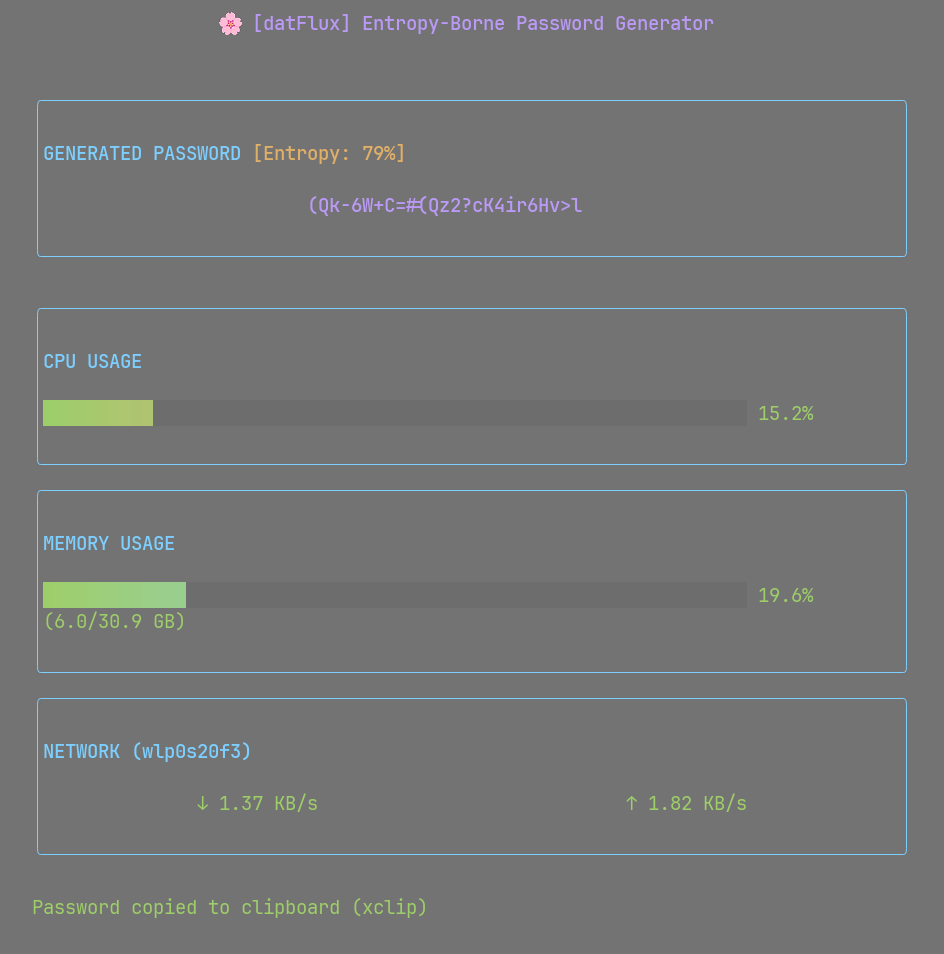 🌸 [datFlux] Entropy-Borne Password Generator
GENERATED PASSWORD [Entropy: 79%]
(Qk-6W+C=#(Qz2?cK4ir6Hv>l
CPU USAGE
15.2%
MEMORY USAGE
19.6%
(6.0/30.9 GB)
NETWORK (wlp0s20f3)
↓ 1.37 KB/s ↑ 1.82 KB/s
Password copied to clipboard (xclip)